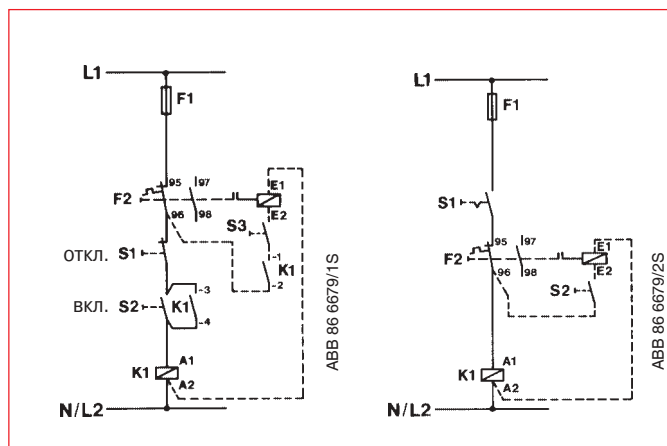 L1
F1
F2
95
97
96
98
E1
E2
S3
-1
K1
-2
ОТКЛ. S1
ВКЛ. S2
K1
-3
-4
K1
A1
A2
N/L2
ABB 86 6679/1S
L1
F1
S1
F2
95
97
96
98
E1
E2
S2
K1
A1
A2
N/L2
ABB 86 6679/2S